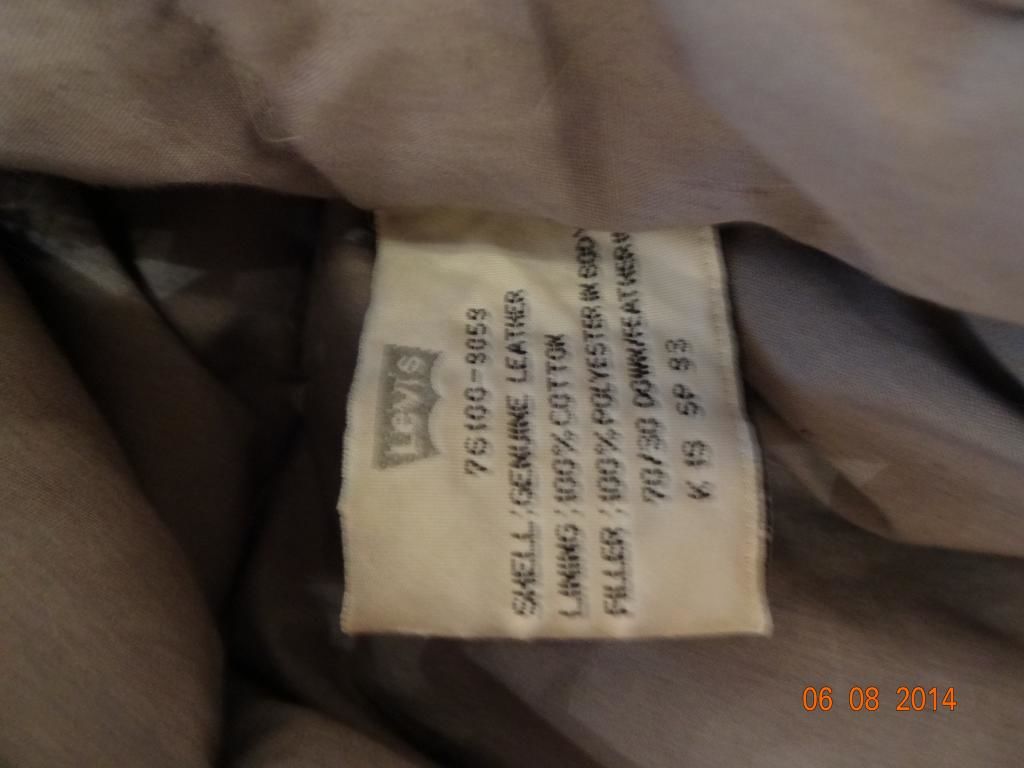 Levi's
76100-8059
SHELL: GENUINE LEATHER
LINING: 100% COTTON
FILLER: 100% POLYESTER IN BODY
70/30 DOWN/FEATHER
K 19 SP 93
06 08 2014